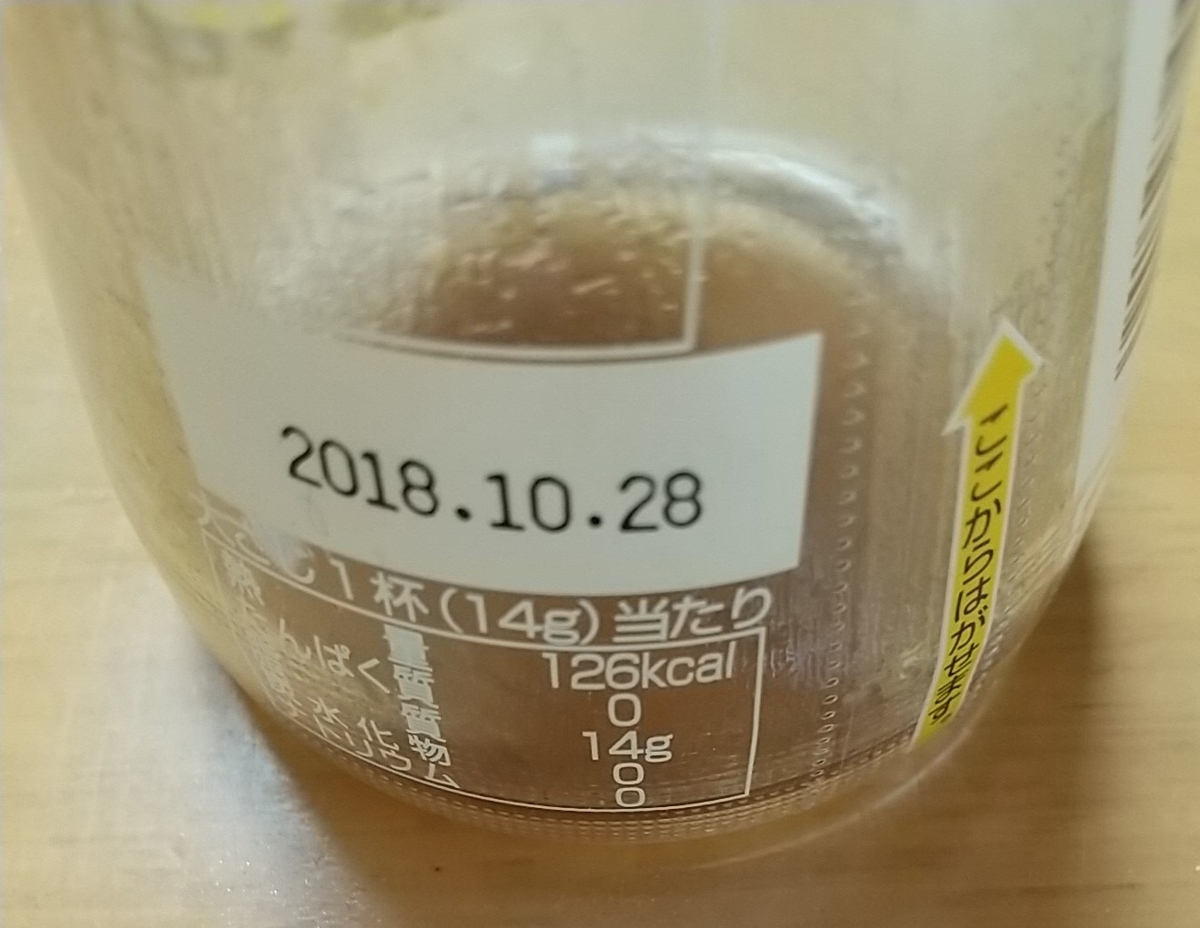 2018.10.28
大さじ1杯(14g)当たり
熱量 126kcal
たんぱく質 0
脂質 14g
炭水化物 0
ナトリウム 0
ここからはがせます。